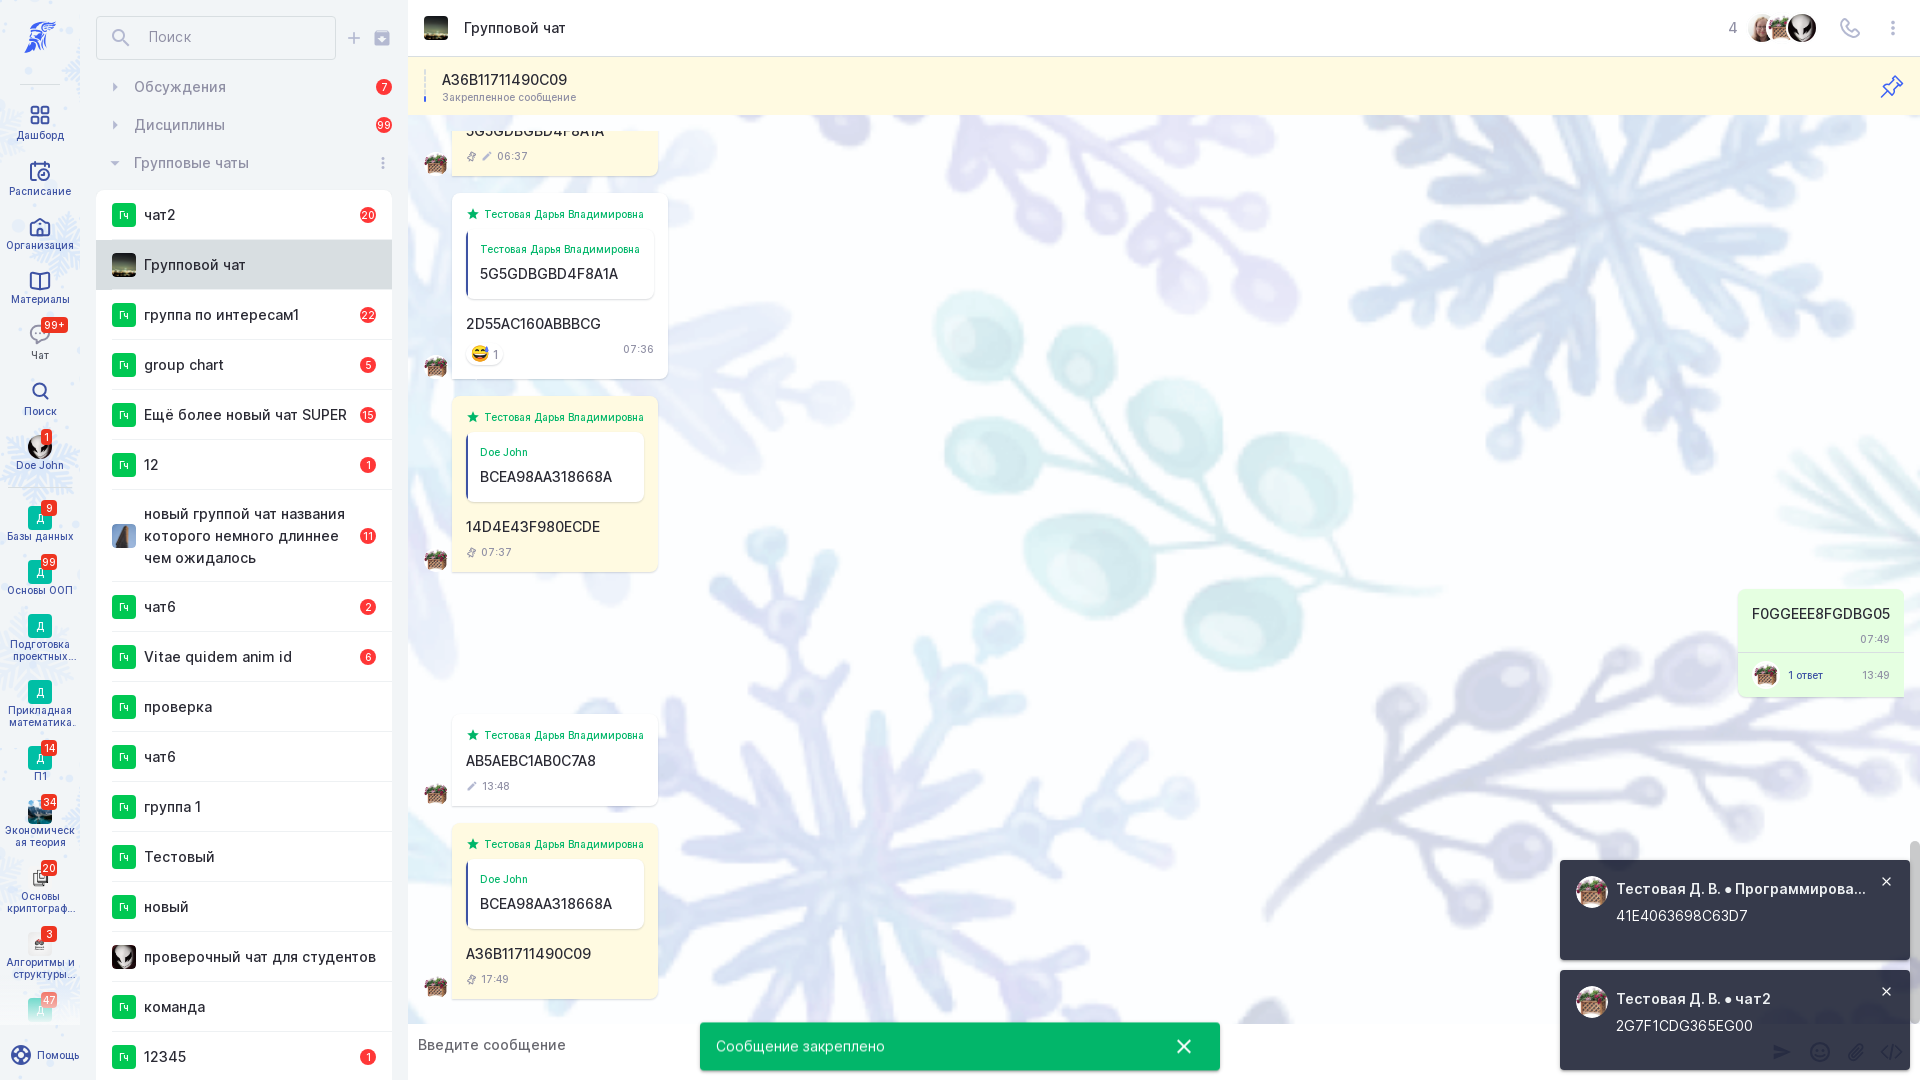 Дашборд
Расписание
Организация
Материалы
99+
Чат
Поиск
1
Doe John
9
Д
Базы данных
99
Д
Основы ООП
Д
Подготовка
проектных...
Д
Прикладная
математика.
14
Д
П1
34
Экономическ
ая теория
20
Основы
криптограф...
3
Алгоритмы и
структуры...
47
Д
Помощь
Поиск
Обсуждения 7
Дисциплины 99
Групповые чаты
Гч чат2 20
Групповой чат
Гч группа по интересам1 22
Гч group chart 5
Гч Ещё более новый чат SUPER 15
Гч 12 1
новый группой чат названия
которого немного длиннее
чем ожидалось
11
Гч чат6 2
Гч Vitae quidem anim id 6
Гч проверка
Гч чат6
Гч группа 1
Гч Тестовый
Гч новый
проверочный чат для студентов
Гч команда
Гч 12345 1
Групповой чат
4
A36B11711490C09
Закрепленное сообщение
5G5GDBGBD4F8A1A
06:37
Тестовая Дарья Владимировна
Тестовая Дарья Владимировна
5G5GDBGBD4F8A1A
2D55AC160ABBBCG
1
07:36
Тестовая Дарья Владимировна
Doe John
BCEA98AA318668A
14D4E43F980ECDE
07:37
F0GGEEE8FGDBG05
07:49
1 ответ 13:49
Тестовая Дарья Владимировна
AB5AEBC1AB0C7A8
13:48
Тестовая Дарья Владимировна
Doe John
BCEA98AA318668A
A36B11711490C09
17:49
Введите сообщение
Сообщение закреплено
Тестовая Д. В. ● Программирова...
41E4063698C63D7
Тестовая Д. В. ● чат2
2G7F1CDG365EG00